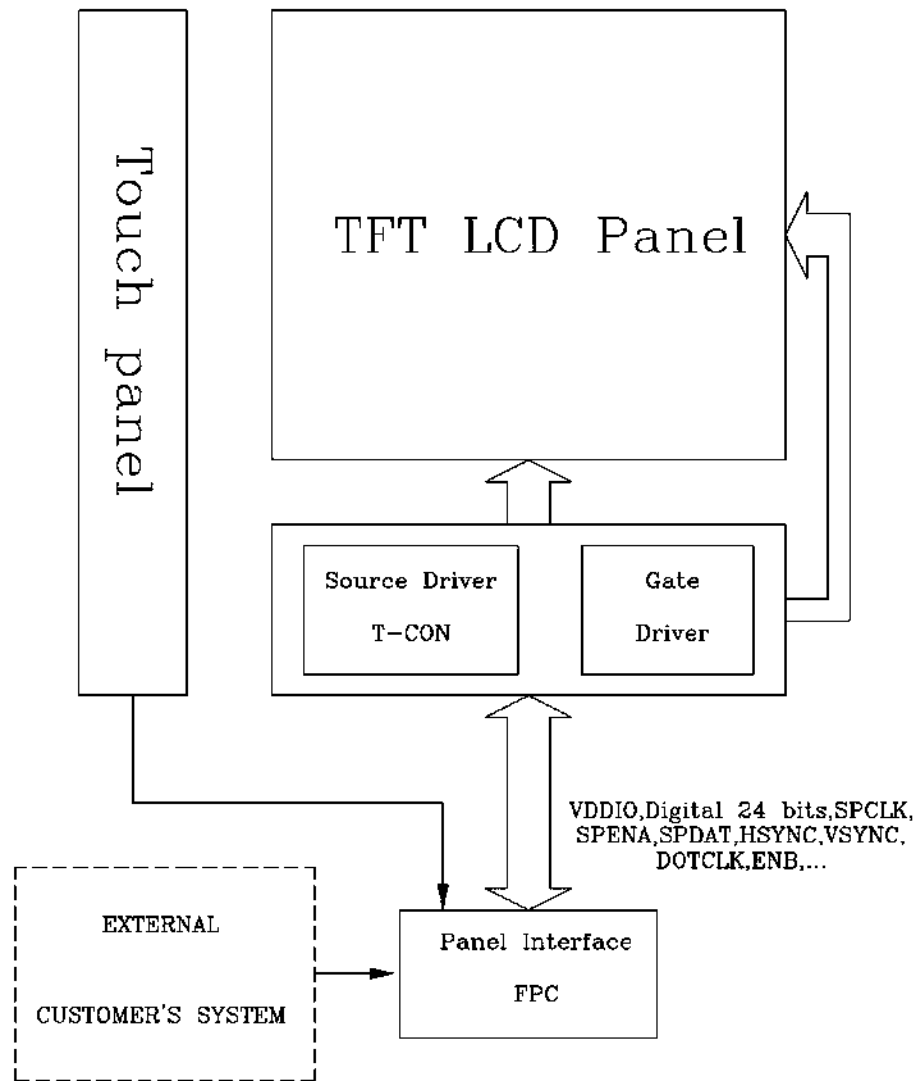 Touch panel
TFT LCD Panel
Source Driver
T-CON
Gate
Driver
VDDIO,Digital 24 bits,SPCLK,
SPENA,SPDAT,HSYNC,VSYNC,
DOTCLK,ENB,...
EXTERNAL
CUSTOMER'S SYSTEM
Panel Interface
FPC